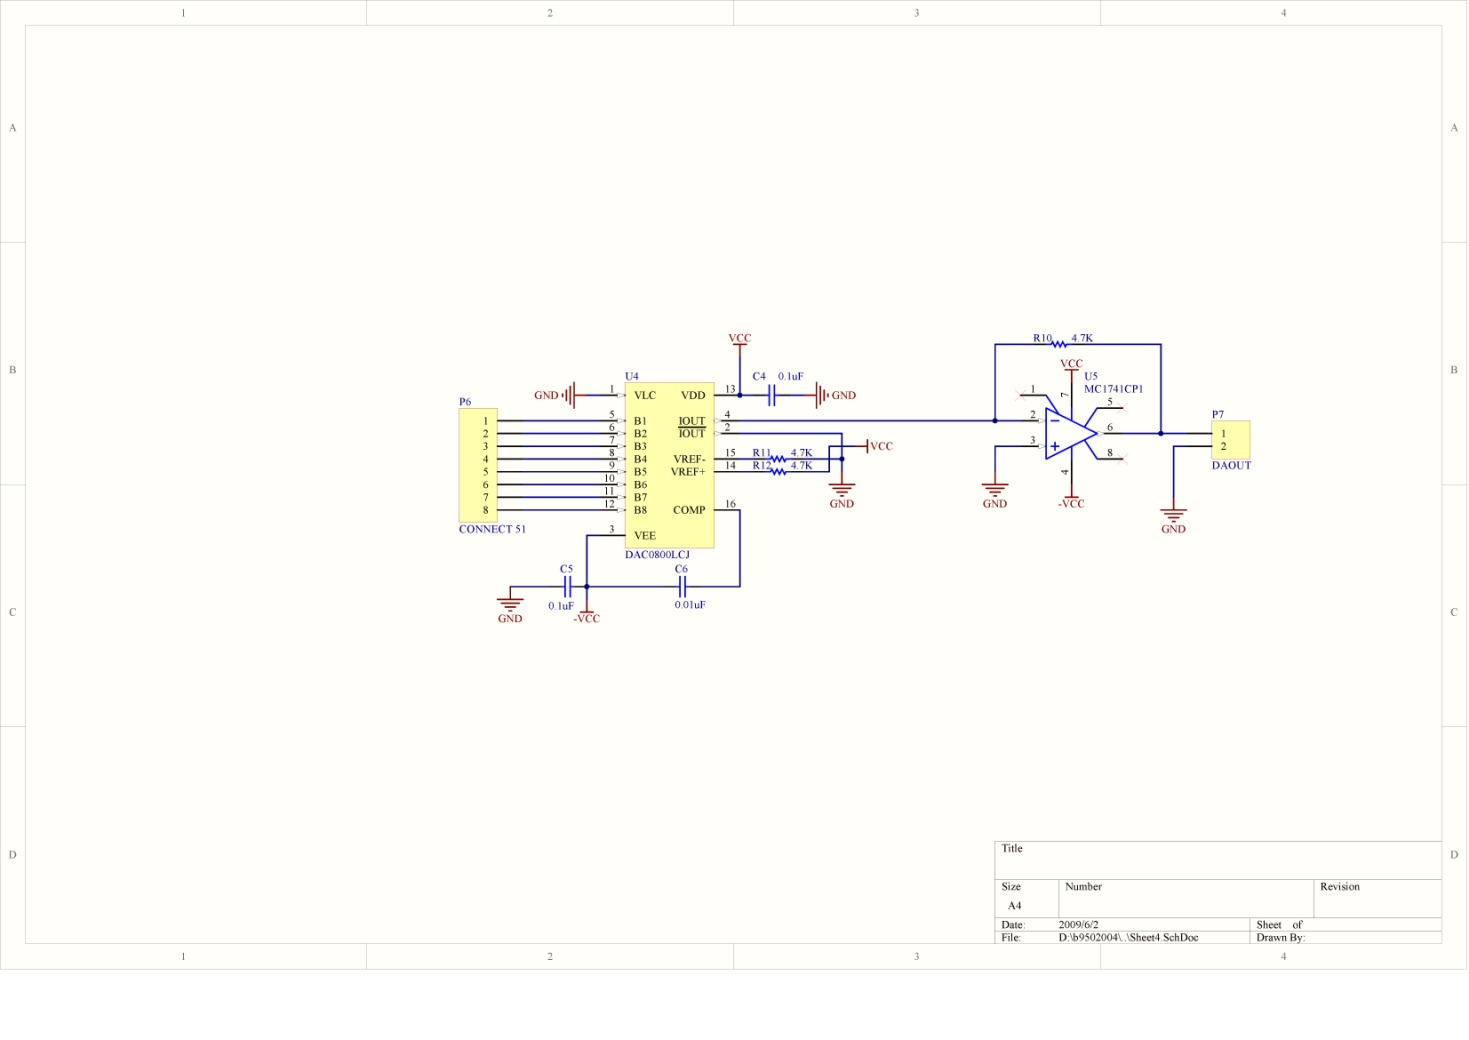 1 2 3 4
A A
B B
C C
D D
1 2 3 4
P6
1
2
3
4
5
6
7
8
CONNECT 51
GND
U4
1 VLC
5 B1
6 B2
7 B3
8 B4
9 B5
10 B6
11 B7
12 B8
3 VEE
VDD 13
IOUT 4
IOUT 2
VREF- 15
VREF+ 14
COMP 16
DAC0800LCJ
VCC
C4 0.1uF
GND
R11 4.7K
R12 4.7K
VCC
GND
C5
0.1uF
GND
-VCC
C6
0.01uF
R10 4.7K
VCC
U5
MC1741CP1
1
2
3
7
5
6
8
4
-
+
GND
-VCC
P7
1
2
DAOUT
GND
Title
Size Number Revision
A4
Date: 2009/6/2 Sheet of
File: D:\b9502004\..\Sheet4.SchDoc Drawn By: